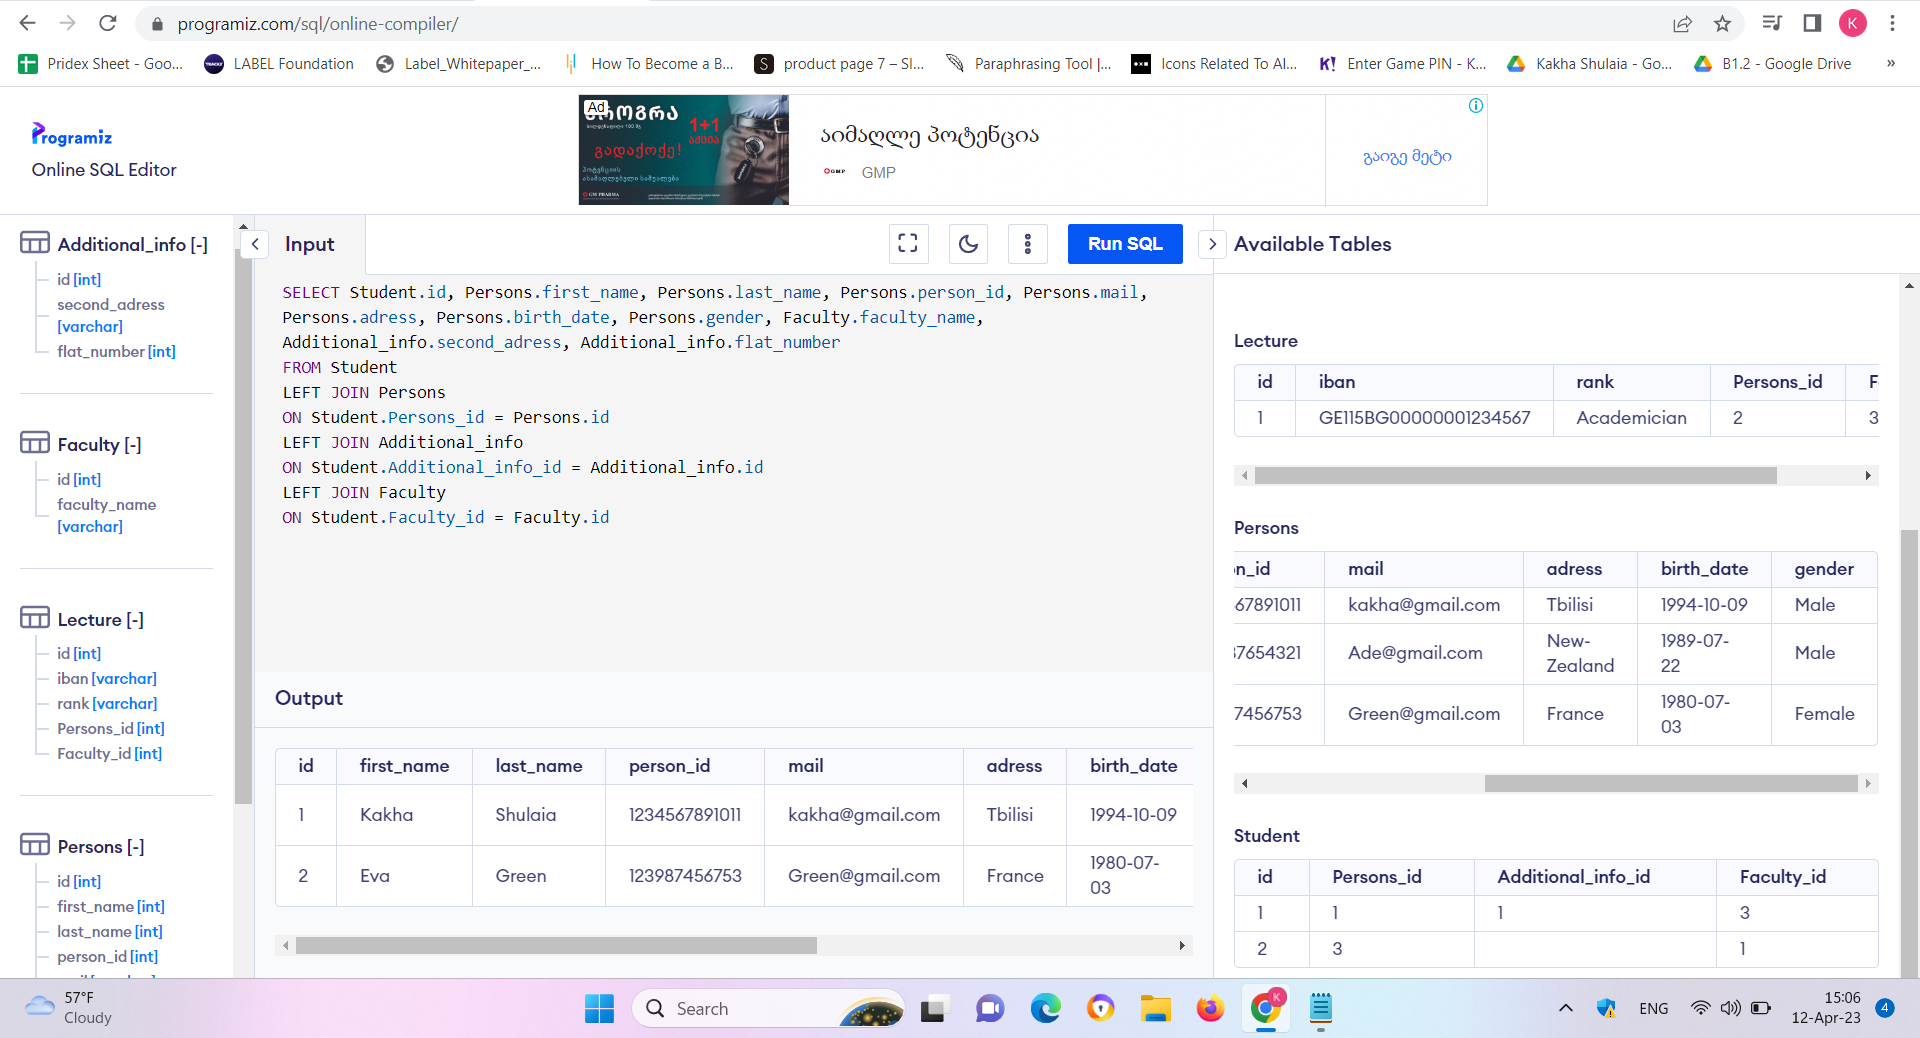 programiz.com/sql/online-compiler/
K
Pridex Sheet - Goo...
LABEL Foundation
Label_Whitepaper_...
How To Become a B...
product page 7 – Sl...
Paraphrasing Tool |...
Icons Related To AI...
Enter Game PIN - K...
Kakha Shulaia - Go...
B1.2 - Google Drive
»
Programiz
Online SQL Editor
Ad
1+1
გადაქოქე!
GM PHARMA
აიმაღლე პოტენცია
GMP
GMP
გაიგე მეტი
Additional_info [-]
id [int]
second_adress
[varchar]
flat_number [int]
Faculty [-]
id [int]
faculty_name
[varchar]
Lecture [-]
id [int]
iban [varchar]
rank [varchar]
Persons_id [int]
Faculty_id [int]
Persons [-]
id [int]
first_name [int]
last_name [int]
person_id [int]
Input
Run SQL
SELECT Student.id, Persons.first_name, Persons.last_name, Persons.person_id, Persons.mail,
Persons.adress, Persons.birth_date, Persons.gender, Faculty.faculty_name,
Additional_info.second_adress, Additional_info.flat_number
FROM Student
LEFT JOIN Persons
ON Student.Persons_id = Persons.id
LEFT JOIN Additional_info
ON Student.Additional_info_id = Additional_info.id
LEFT JOIN Faculty
ON Student.Faculty_id = Faculty.id
Output
id first_name last_name person_id mail adress birth_date
1 Kakha Shulaia 1234567891011 kakha@gmail.com Tbilisi 1994-10-09
2 Eva Green 123987456753 Green@gmail.com France 1980-07-
03
Available Tables
Lecture
id iban rank Persons_id F
1 GE115BG00000001234567 Academician 2 3
Persons
n_id mail adress birth_date gender
67891011 kakha@gmail.com Tbilisi 1994-10-09 Male
37654321 Ade@gmail.com New-
Zealand 1989-07-
22 Male
7456753 Green@gmail.com France 1980-07-
03 Female
Student
id Persons_id Additional_info_id Faculty_id
1 1 1 3
2 3 1
57°F
Cloudy
Search
K
ENG
15:06
12-Apr-23
4